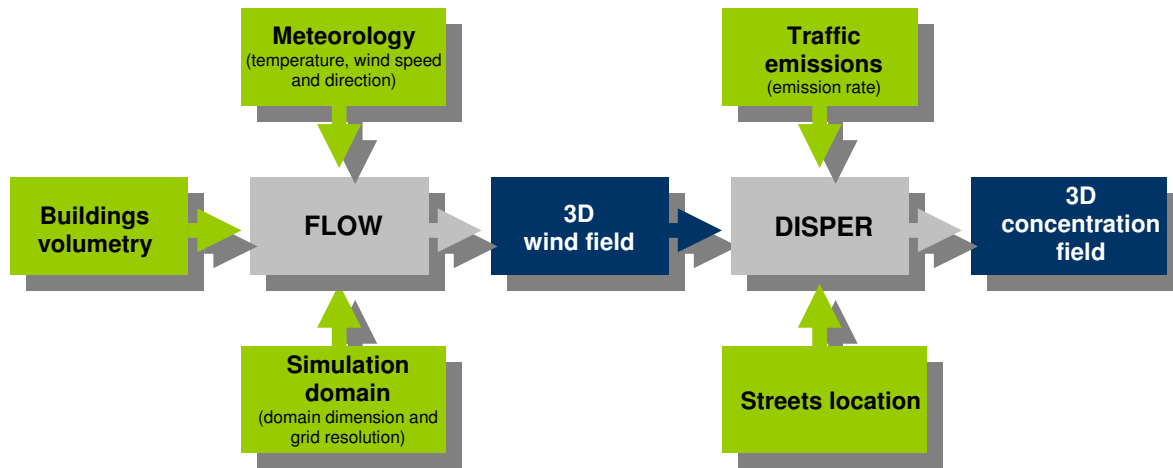 Meteorology
(temperature, wind speed
and direction)
Traffic
emissions
(emission rate)
Buildings
volumetry
FLOW
3D
wind field
DISPER
3D
concentration
field
Simulation
domain
(domain dimension and
grid resolution)
Streets location